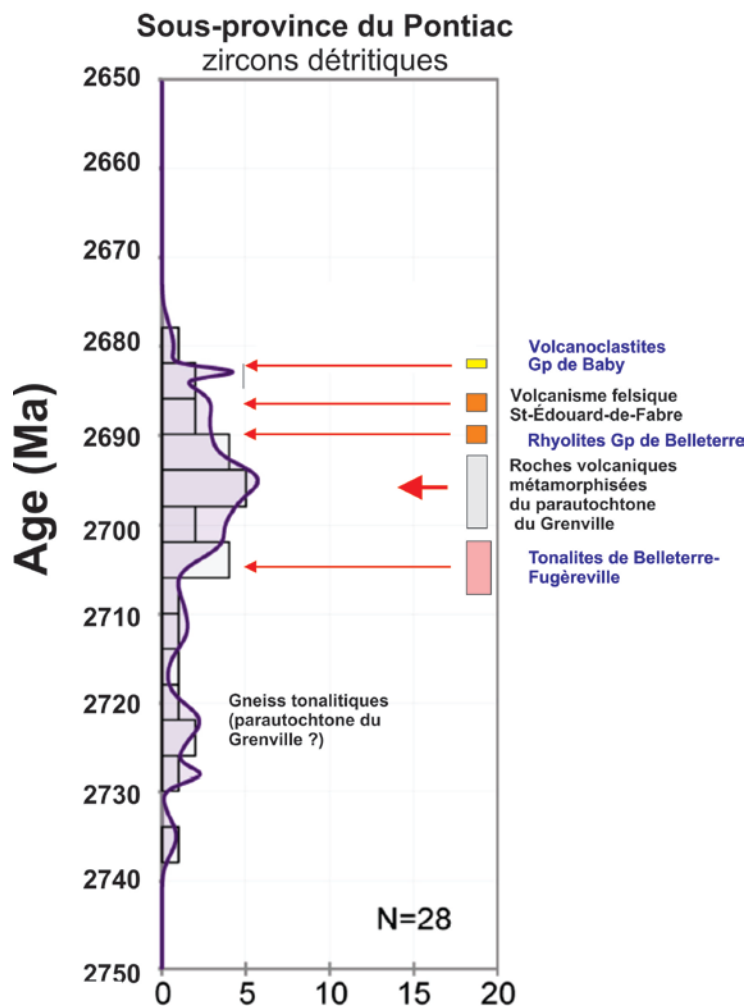 Sous-province du Pontiac
zircons détritiques
Age (Ma)
2650
2660
2670
2680
2690
2700
2710
2720
2730
2740
2750
Volcanoclastites
Gp de Baby
Volcanisme felsique
St-Édouard-de-Fabre
Rhyolites Gp de Belleterre
Roches volcaniques
métamorphisées
du parautochtone
du Grenville
Tonalites de Belleterre-
Fugèreville
Gneiss tonalitiques
(parautochtone du
Grenville ?)
N=28
0 5 10 15 20